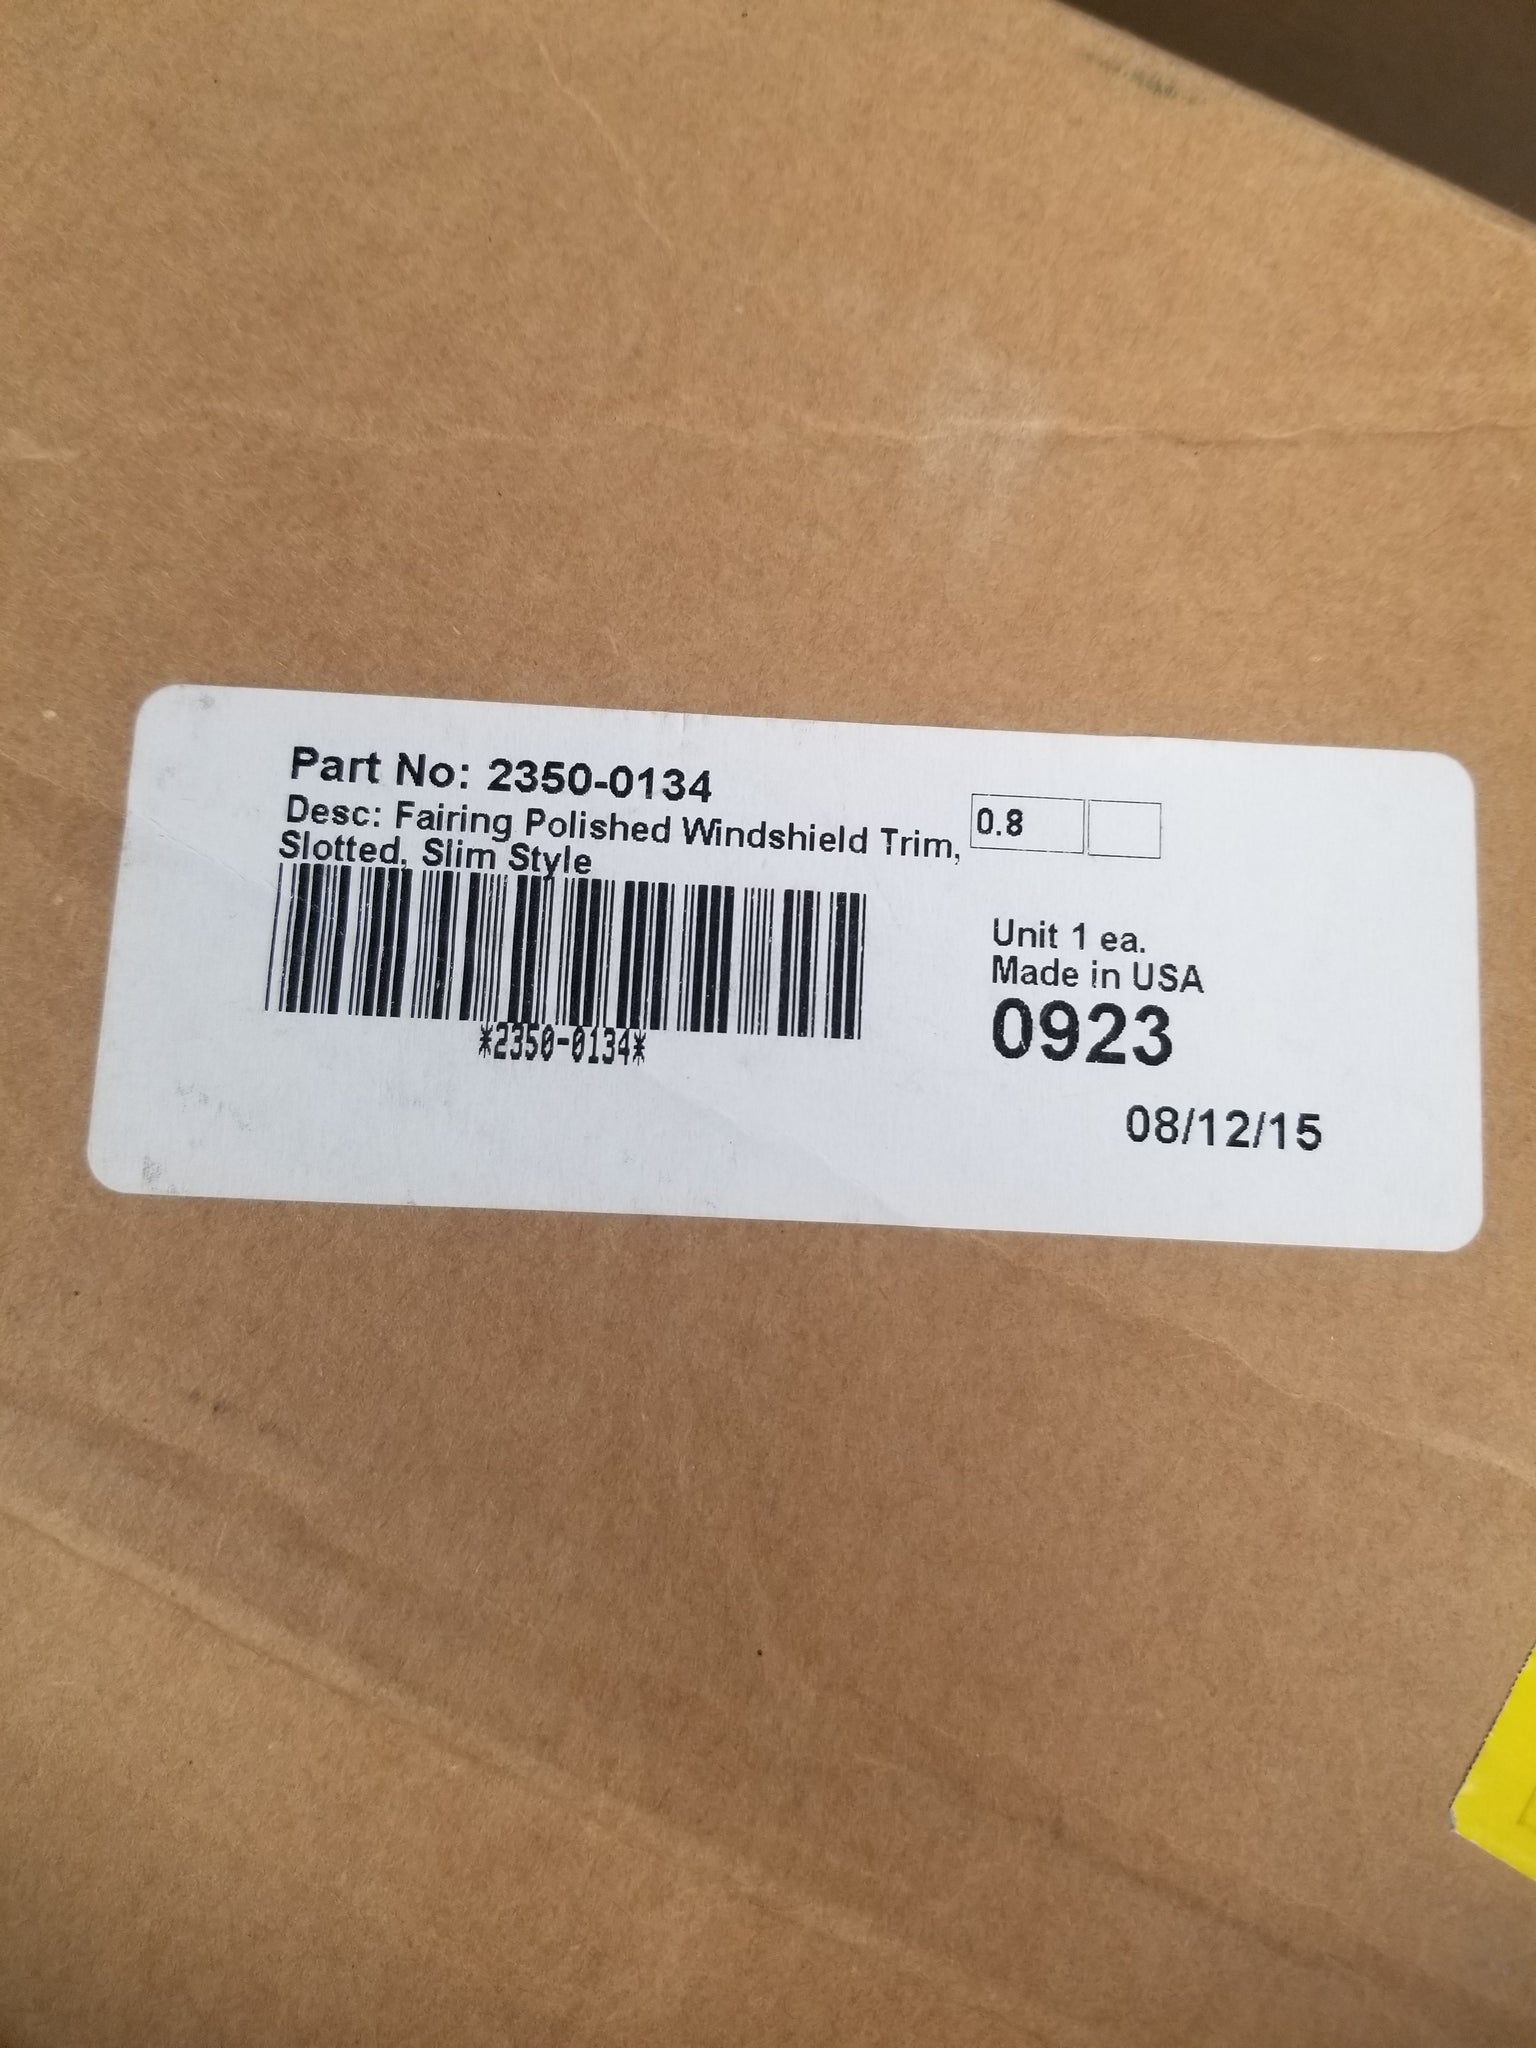 Part No: 2350-0134
Desc: Fairing Polished Windshield Trim,
Slotted, Slim Style
0.8
*2350-0134*
Unit 1 ea.
Made in USA
0923
08/12/15